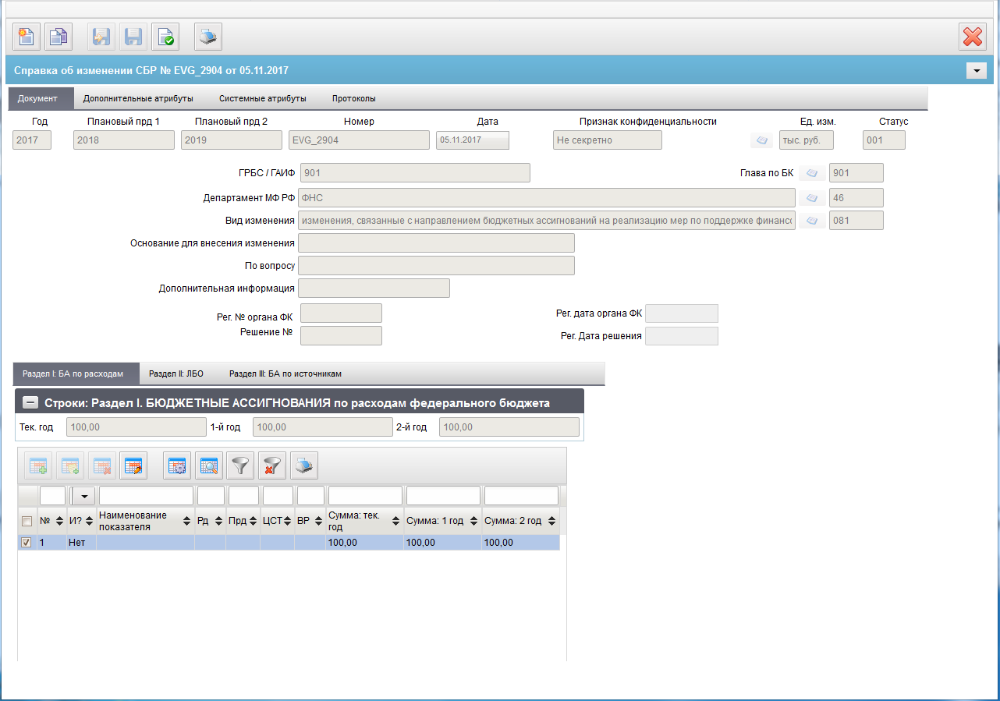 Справка об изменении СБР № EVG_2904 от 05.11.2017
Документ Дополнительные атрибуты Системные атрибуты Протоколы
Год Плановый прд 1 Плановый прд 2 Номер Дата Признак конфиденциальности Ед. изм. Статус
2017 2018 2019 EVG_2904 05.11.2017 Не секретно тыс. руб. 001
ГРБС / ГАИФ 901 Глава по БК 901
Департамент МФ РФ ФНС 46
Вид изменения изменения, связанные с направлением бюджетных ассигнований на реализацию мер по поддержке финансо 081
Основание для внесения изменения
По вопросу
Дополнительная информация
Рег. № органа ФК Рег. дата органа ФК
Решение № Рег. Дата решения
Раздел I: БА по расходам Раздел II: ЛБО Раздел III: БА по источникам
Строки: Раздел I. БЮДЖЕТНЫЕ АССИГНОВАНИЯ по расходам федерального бюджета
Тек. год 100,00 1-й год 100,00 2-й год 100,00
№ И? Наименование показателя Рд Прд ЦСТ ВР Сумма: тек. год Сумма: 1 год Сумма: 2 год
1 Нет 100,00 100,00 100,00